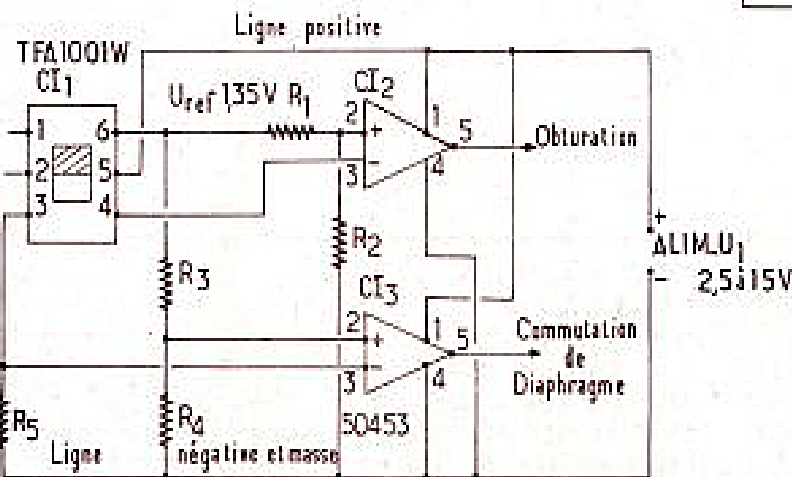 Ligne positive
TFA1001W
CI1
Uref 1,35V R1
CI2
1
2
3
6
5
4
2
+
-
3
1
5
4
Obturation
R2
R3
CI3
+
ALIM.U1
- 2,5 à 15V
2
+
-
3
1
5
4
Commutation
de
Diaphragme
R5
R4
SO453
Ligne négative et masse